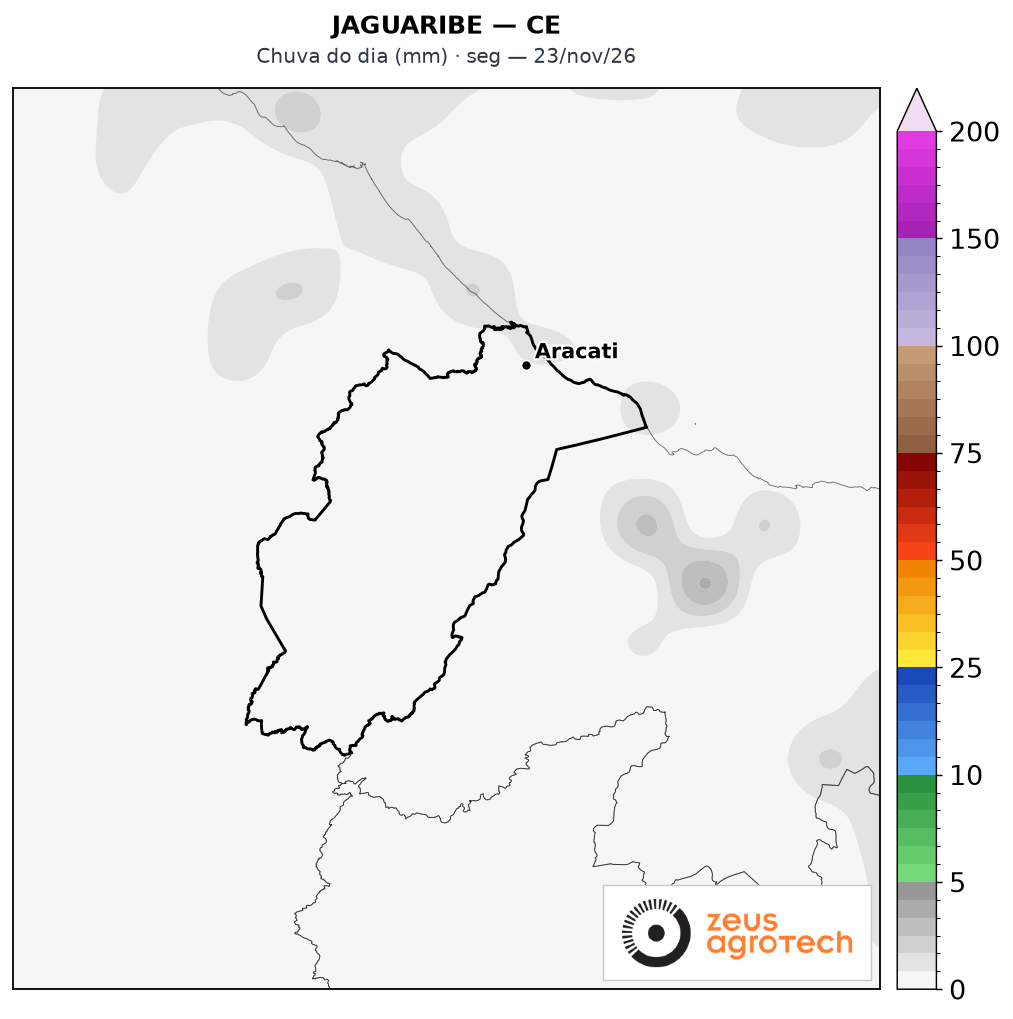 JAGUARIBE — CE
Chuva do dia (mm) · seg — 23/nov/26
Aracati
200
150
100
75
50
25
10
5
0
zeus
agrotech